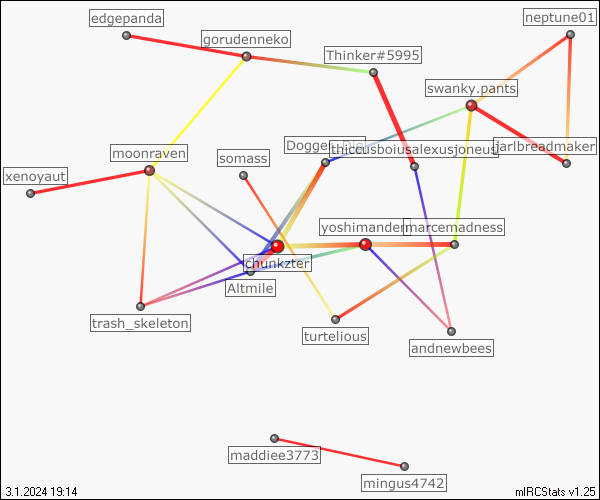 edgepanda
neptune01
gorudenneko
Thinker#5995
swanky.pants
Dogge
thiccusboiusalexusjoneus
jarlbreadmaker
moonraven
somass
xenoyaut
yoshimander
marcemadness
chunkzter
Altmile
trash_skeleton
turtelious
andnewbees
maddiee3773
mingus4742
3.1.2024 19:14
mIRCStats v1.25